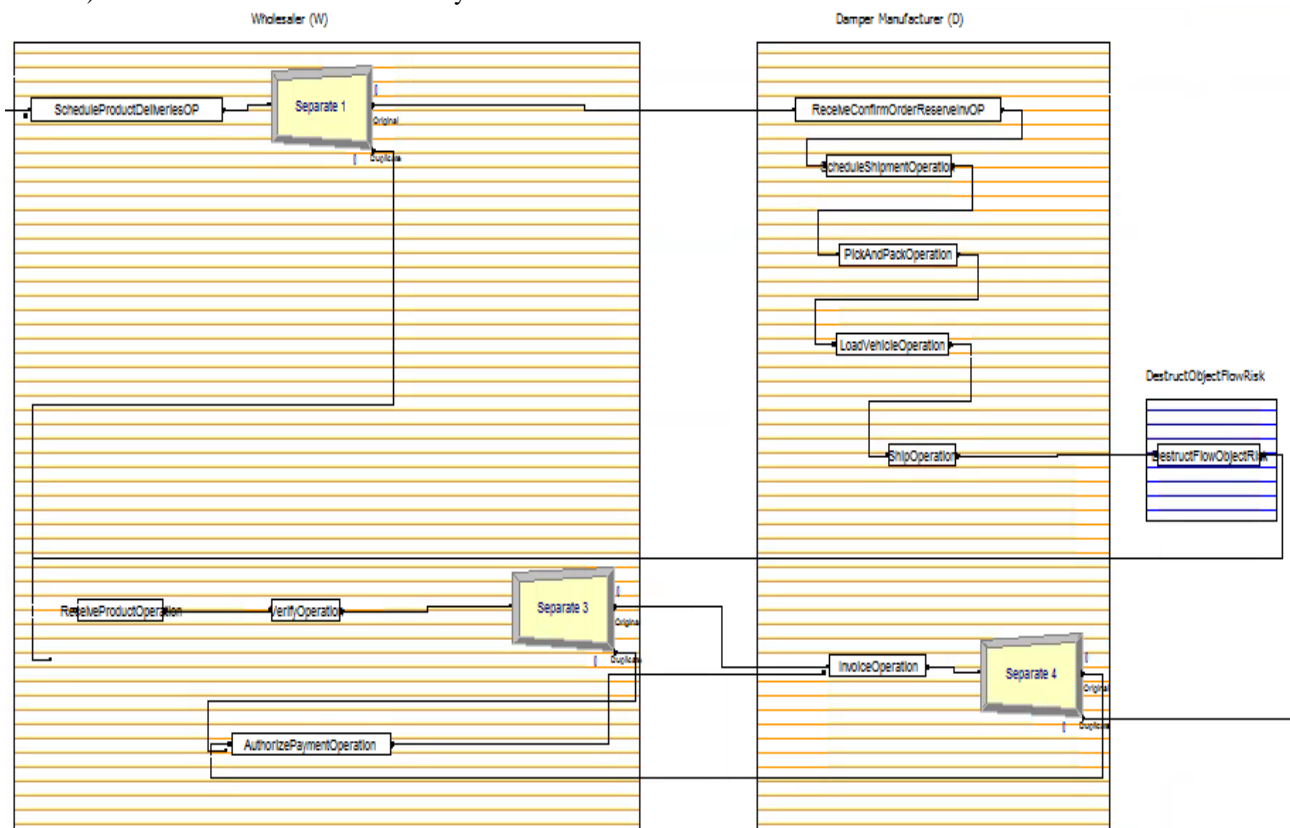 Wholesaler (W)
Damper Manufacturer (D)
ScheduleProductDeliveriesOP
Separate 1
Original
Duplicate
ReceiveConfirmOrderReserveInvOP
ScheduleShipmentOperation
PickAndPackOperation
LoadVehicleOperation
DestructObjectFlowRisk
ShipOperation
DestructFlowObjectRisk
ReceiveProductOperation
VerifyOperation
Separate 3
Original
Duplicate
InvoiceOperation
Separate 4
Original
Duplicate
AuthorizePaymentOperation